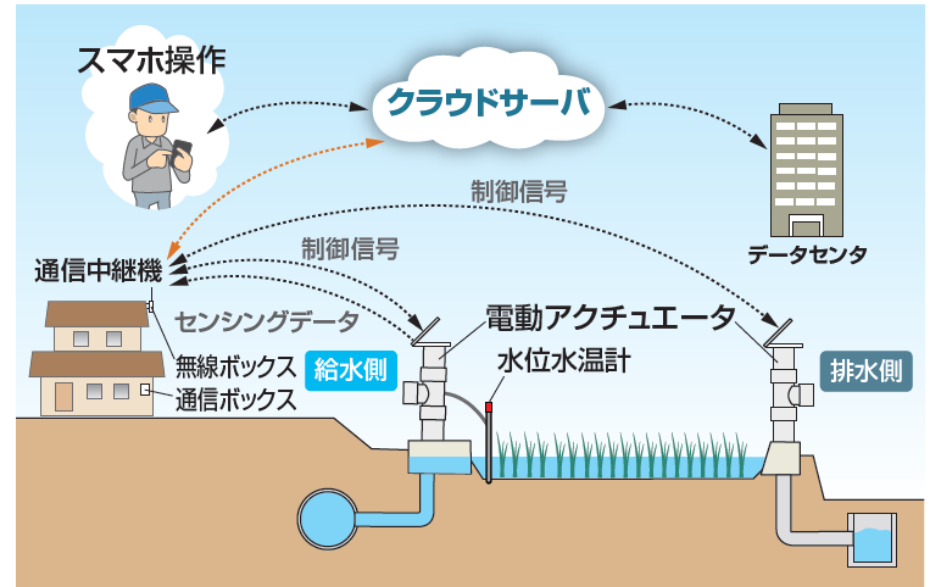 スマホ操作
クラウドサーバ
制御信号
データセンタ
制御信号
通信中継機
センシングデータ
電動アクチュエータ
無線ボックス
給水側
水位水温計
排水側
通信ボックス